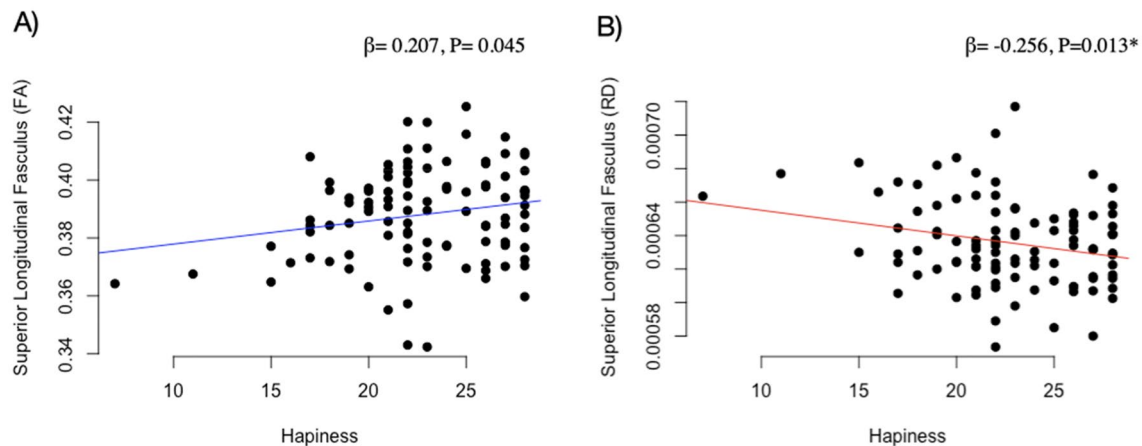 A)
β= 0.207, P= 0.045
Superior Longitudinal Fasculus (FA)
0.42
0.40
0.38
0.36
0.34
10 15 20 25
Hapiness
B)
β= -0.256, P=0.013*
Superior Longitudinal Fasculus (RD)
0.00070
0.00064
0.00058
10 15 20 25
Hapiness